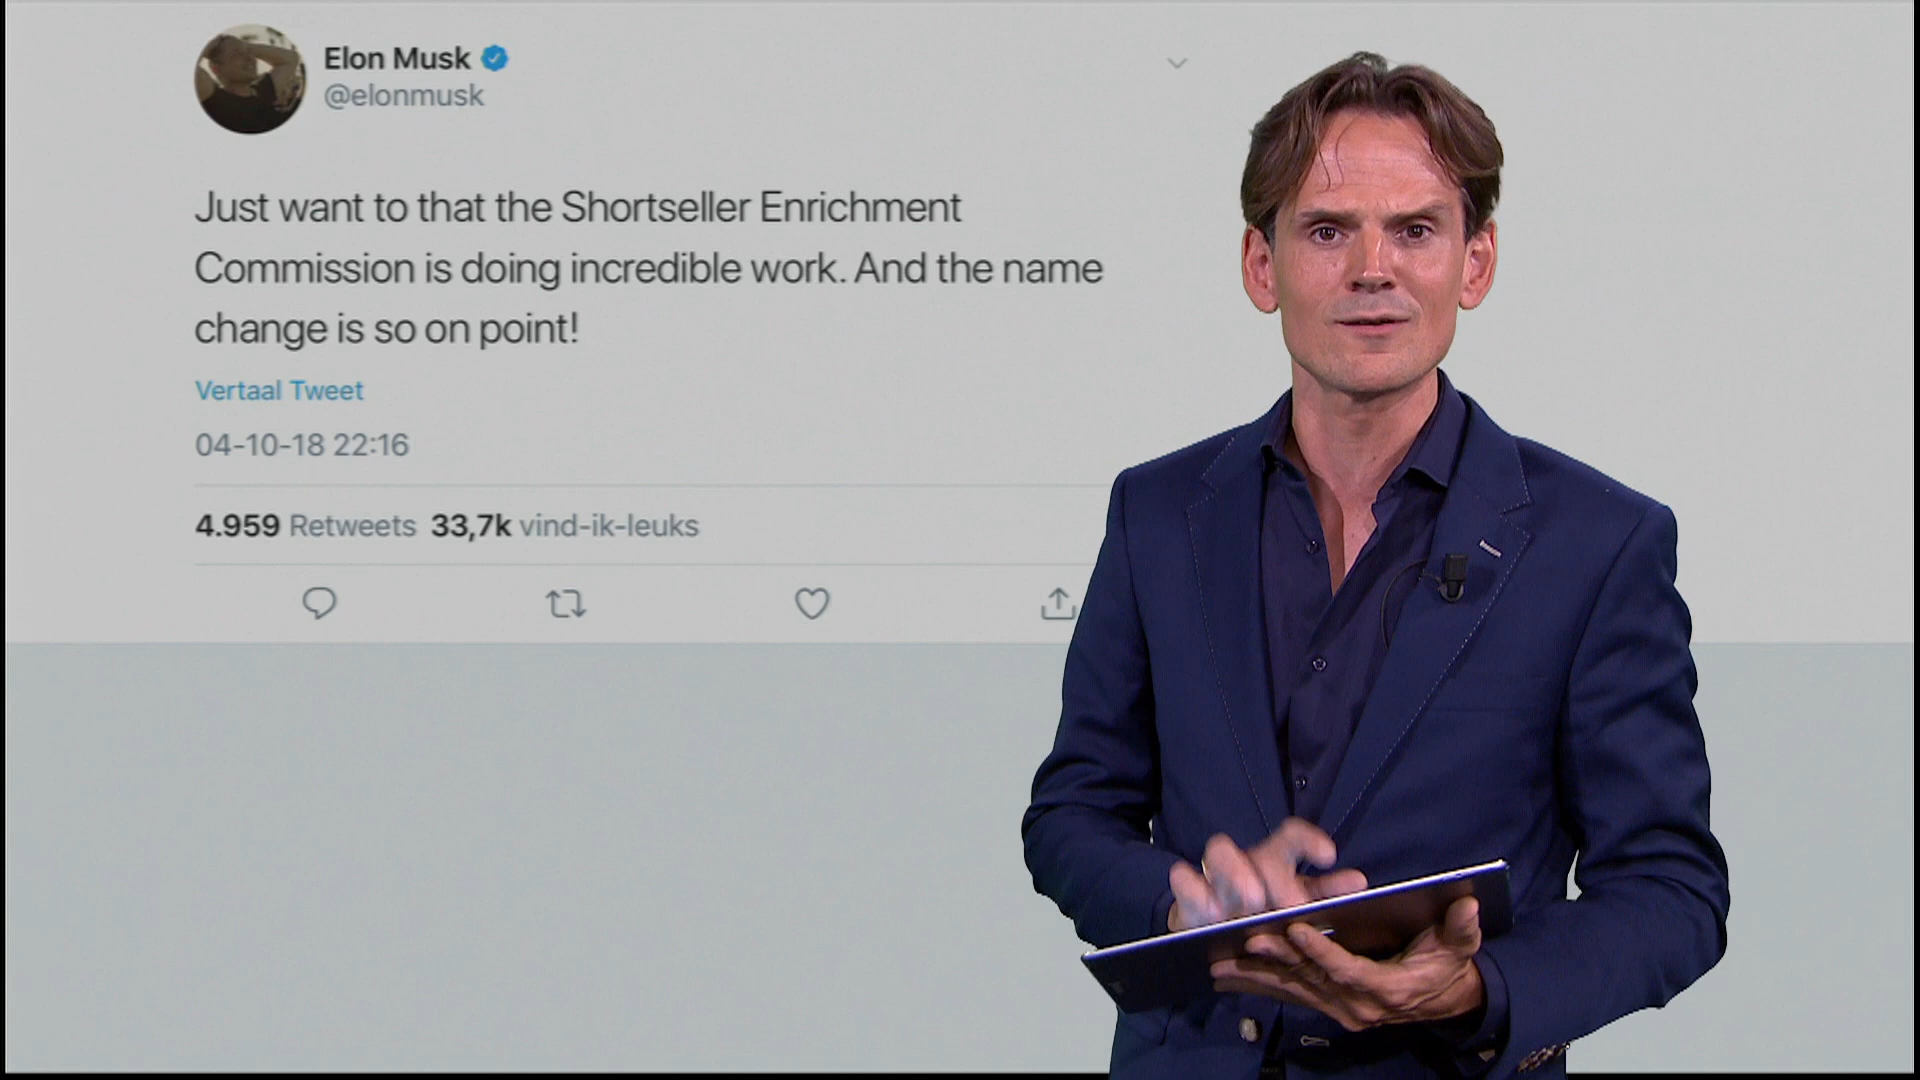 Elon Musk
@elonmusk
Just want to that the Shortseller Enrichment
Commission is doing incredible work. And the name
change is so on point!
Vertaal Tweet
04-10-18 22:16
4.959 Retweets 33,7k vind-ik-leuks